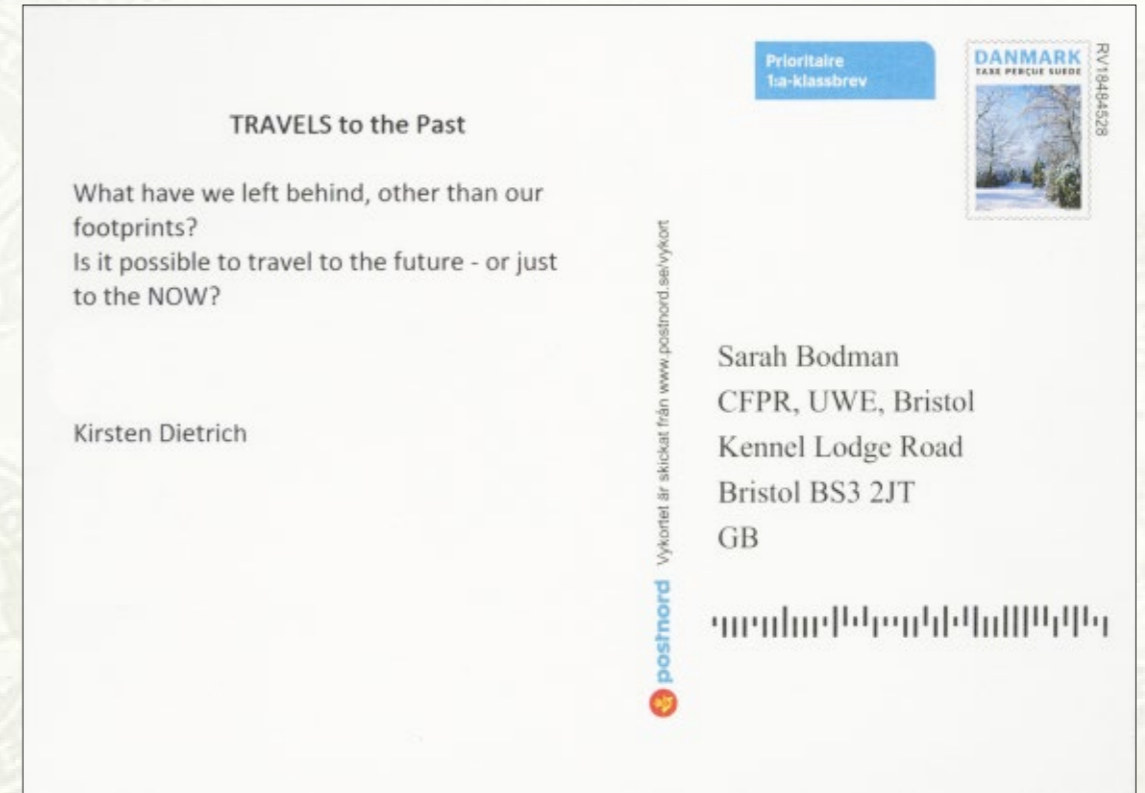 TRAVELS to the Past
What have we left behind, other than our
footprints?
Is it possible to travel to the future - or just
to the NOW?
Kirsten Dietrich
Prioritaire
1:a-klassbrev
DANMARK
TAXE PERÇUE SUEDE
RV18484528
postnord Vykortet är skickat från www.postnord.se/vykort
Sarah Bodman
CFPR, UWE, Bristol
Kennel Lodge Road
Bristol BS3 2JT
GB